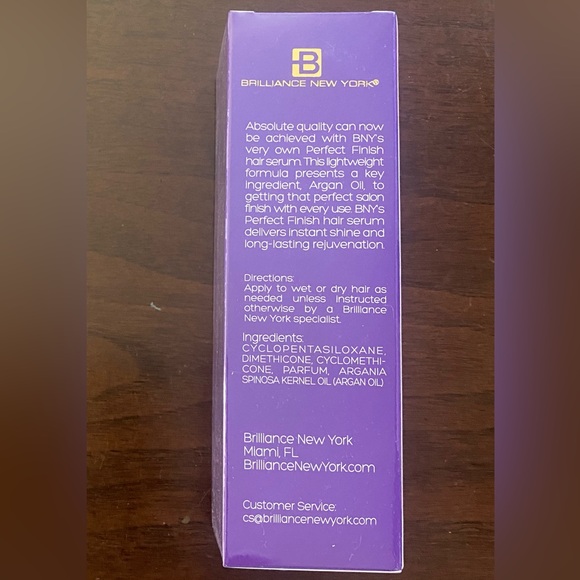 B
BRILLIANCE NEW YORK®
Absolute quality can now
be achieved with BNY's
very own Perfect Finish
hair serum. This lightweight
formula presents a key
ingredient, Argan Oil, to
getting that perfect salon
finish with every use. BNY's
Perfect Finish hair serum
delivers instant shine and
long-lasting rejuvenation.
Directions:
Apply to wet or dry hair as
needed unless instructed
otherwise by a Brilliance
New York specialist.
Ingredients:
CYCLOPENTASILOXANE,
DIMETHICONE, CYCLOMETHI-
CONE, PARFUM, ARGANIA
SPINOSA KERNEL OIL (ARGAN OIL)
Brilliance New York
Miami, FL
BrillianceNewYork.com
Customer Service:
cs@brilliancenewyork.com